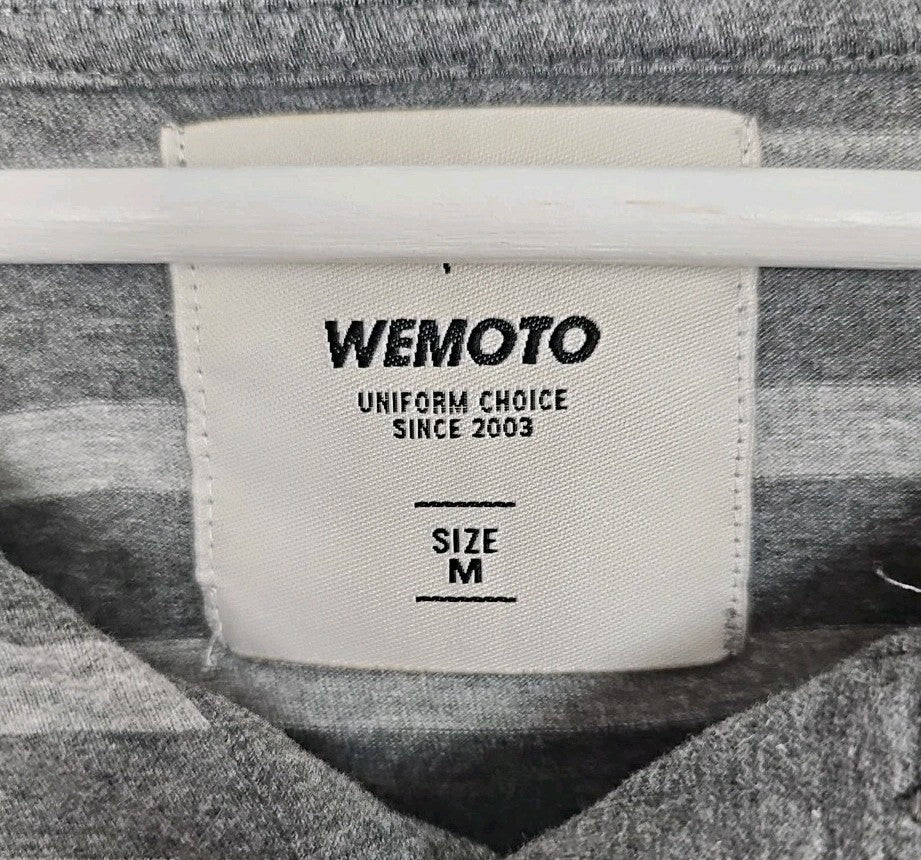 WEMOTO
UNIFORM CHOICE
SINCE 2003
SIZE
M